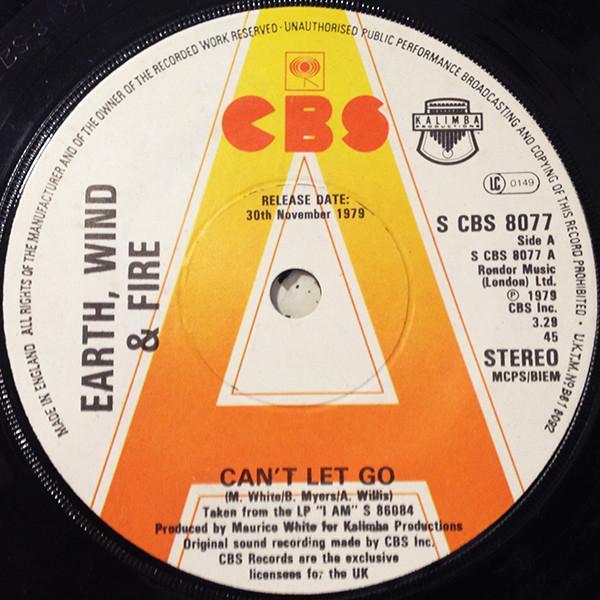 MADE IN ENGLAND ALL RIGHTS OF THE MANUFACTURER AND OF THE OWNER OF THE RECORDED WORK RESERVED · UNAUTHORISED PUBLIC PERFORMANCE BROADCASTING AND COPYING OF THIS RECORD PROHIBITED · U.K.T.M. Nº B618092
CBS
KALIMBA
PRODUCTIONS
LC 0149
RELEASE DATE:
30th November 1979
EARTH, WIND
& FIRE
S CBS 8077
Side A
S CBS 8077 A
Rondor Music
(London) Ltd.
℗ 1979
CBS Inc.
3.29
45
STEREO
MCPS/BIEM
CAN'T LET GO
(M. White/B. Myers/A. Willis)
Taken from the LP "I AM" S 86084
Produced by Maurice White for Kalimba Productions
Original sound recording made by CBS Inc.
CBS Records are the exclusive
licensees for the UK